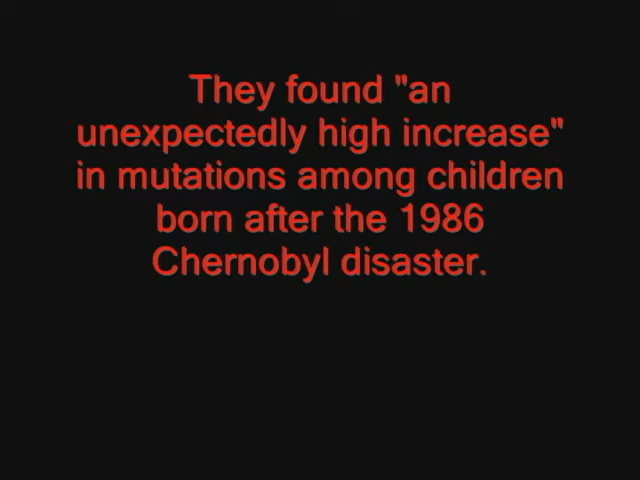 They found "an
unexpectedly high increase"
in mutations among children
born after the 1986
Chernobyl disaster.